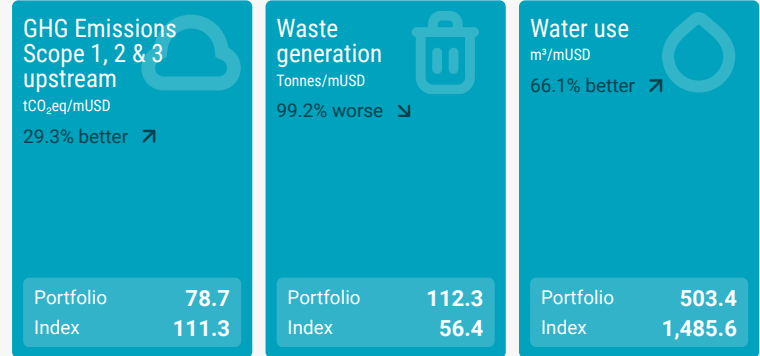 GHG Emissions
Scope 1, 2 & 3
upstream
tCO₂eq/mUSD
29.3% better
Portfolio 78.7
Index 111.3
Waste
generation
Tonnes/mUSD
99.2% worse
Portfolio 112.3
Index 56.4
Water use
m³/mUSD
66.1% better
Portfolio 503.4
Index 1,485.6